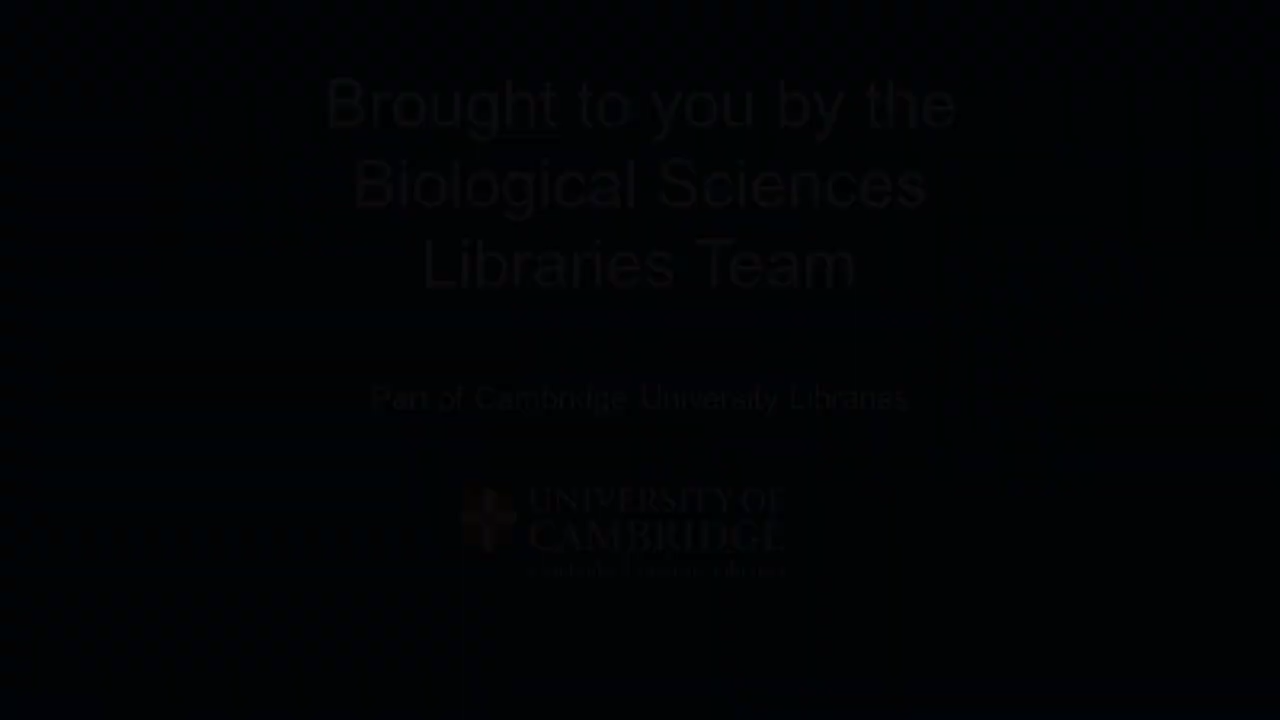 Brought to you by the
Biological Sciences
Libraries Team
Part of Cambridge University Libraries
UNIVERSITY OF
CAMBRIDGE